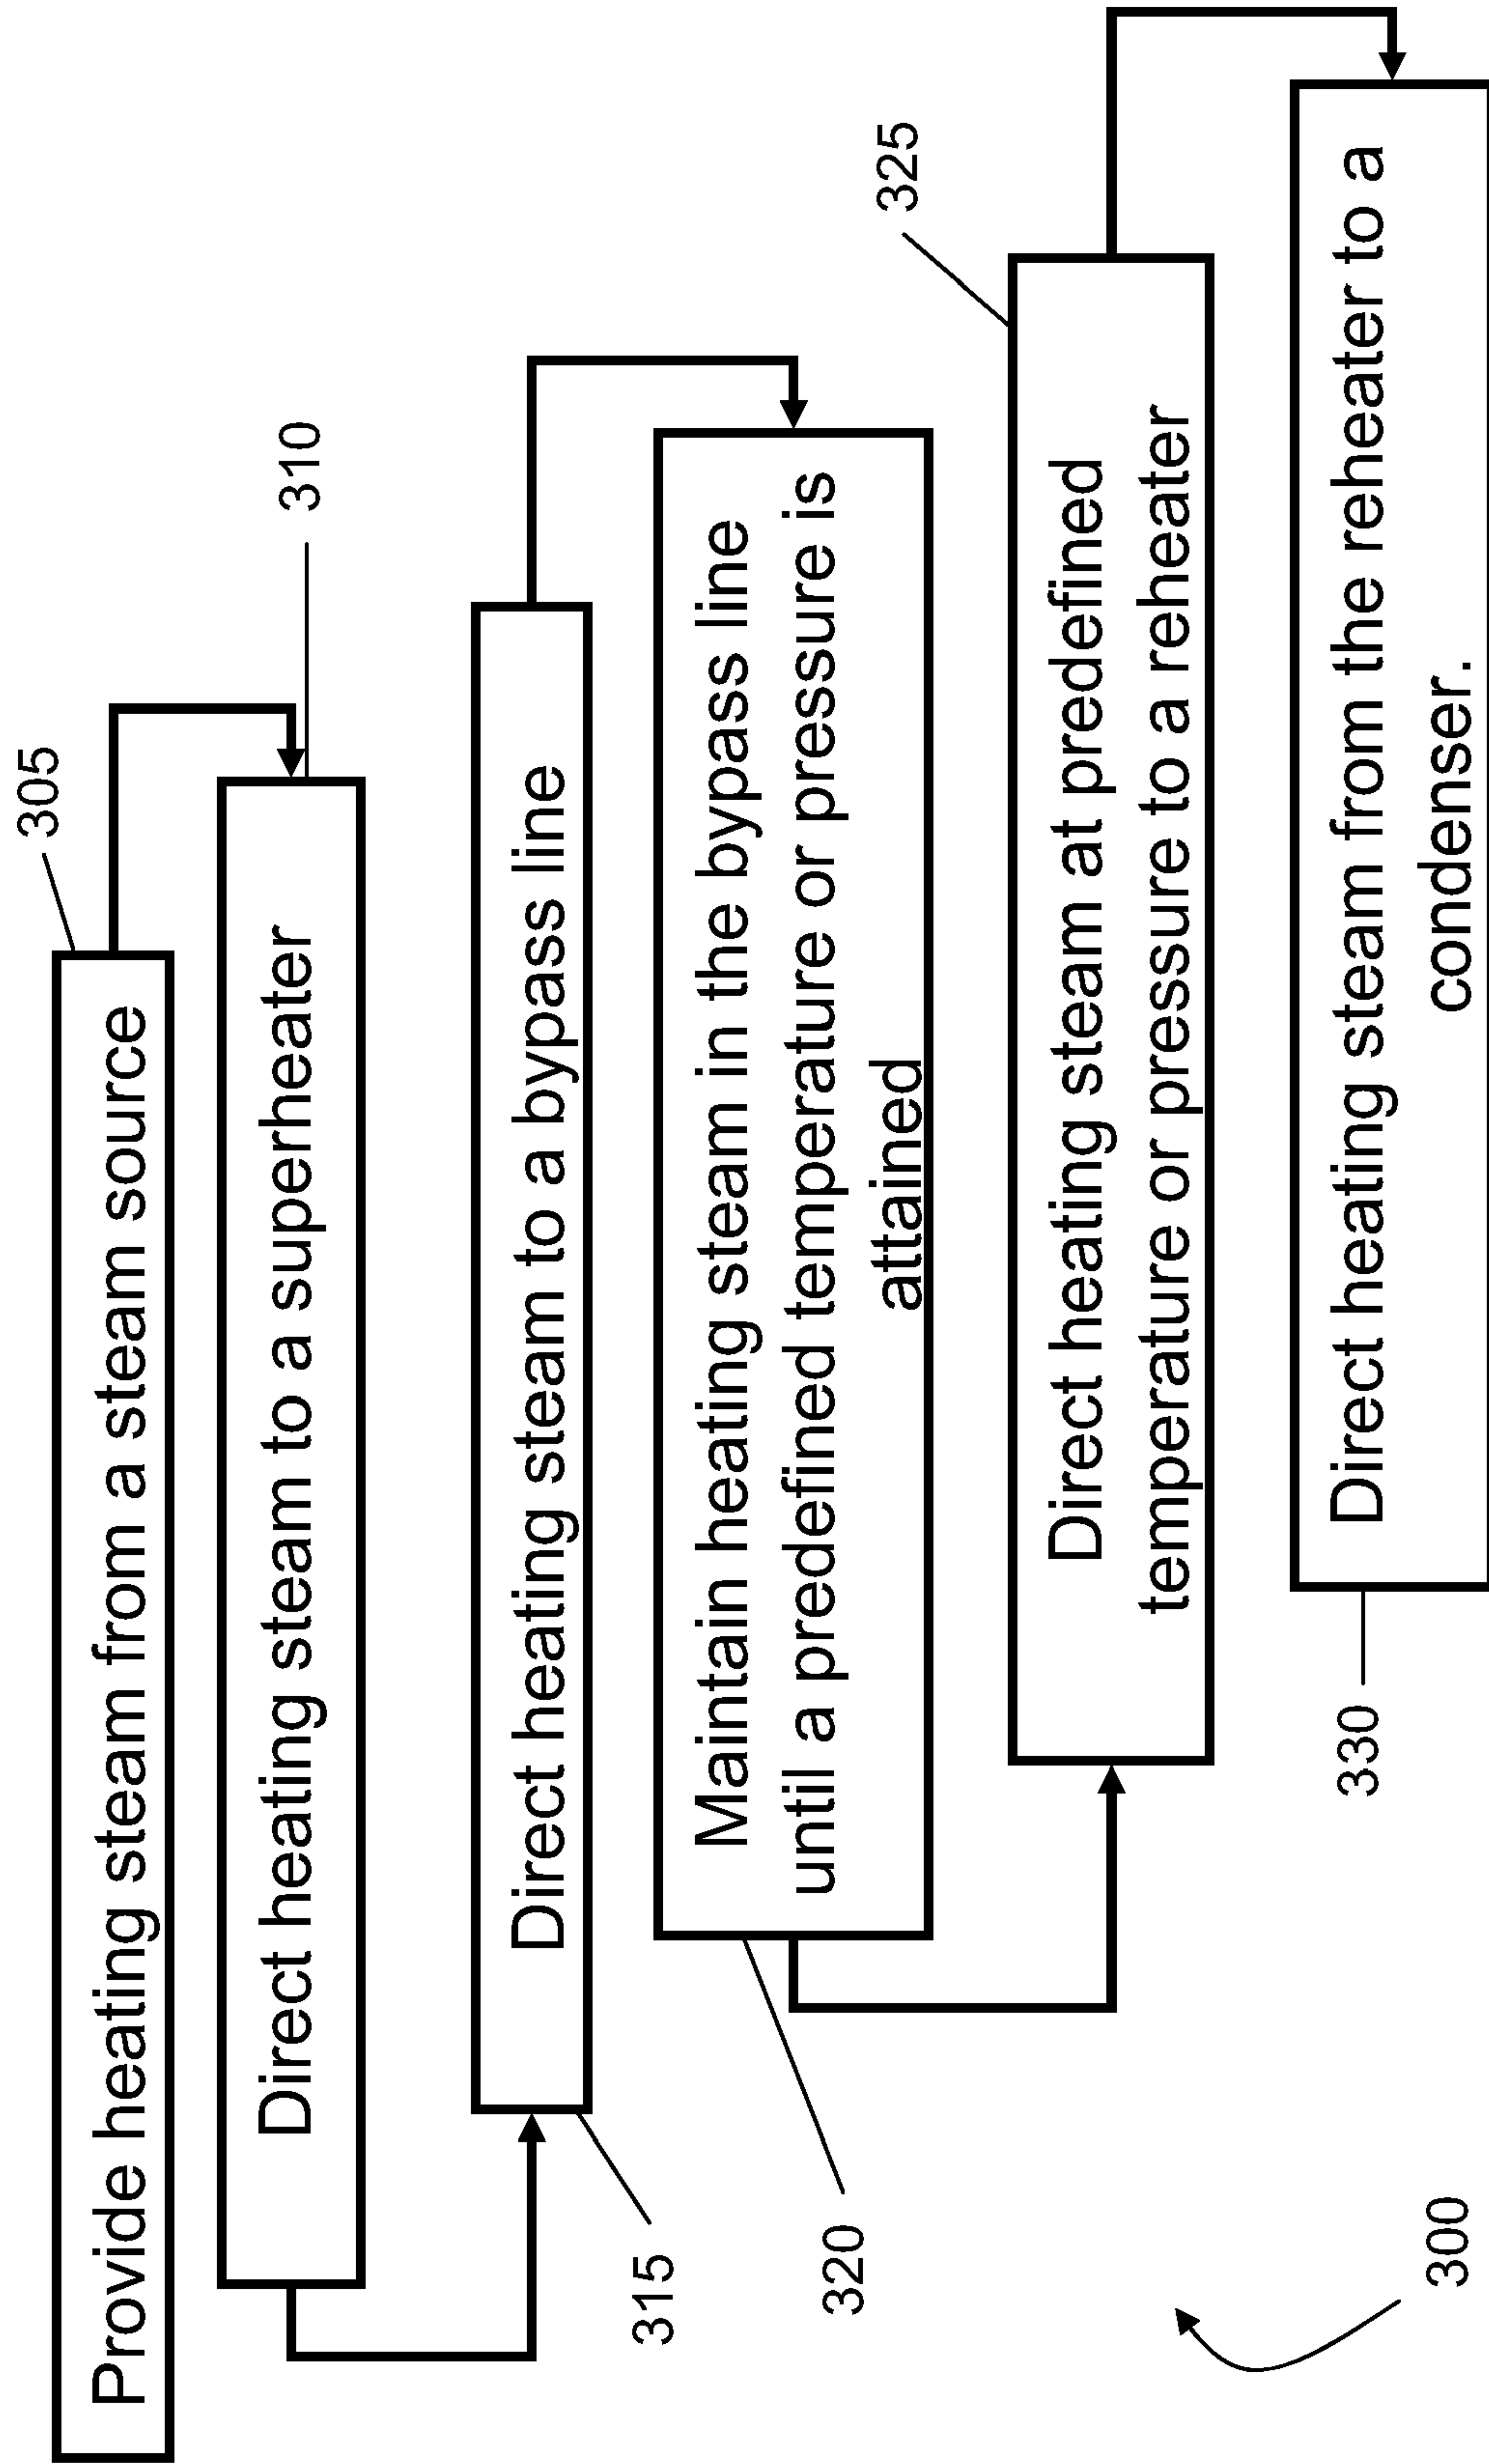 305
Provide heating steam from a steam source
310
Direct heating steam to a superheater
Direct heating steam to a bypass line
315
Maintain heating steam in the bypass line
until a predefined temperature or pressure is
attained
320
325
Direct heating steam at predefined
temperature or pressure to a reheater
Direct heating steam from the reheater to a
condenser.
330
300